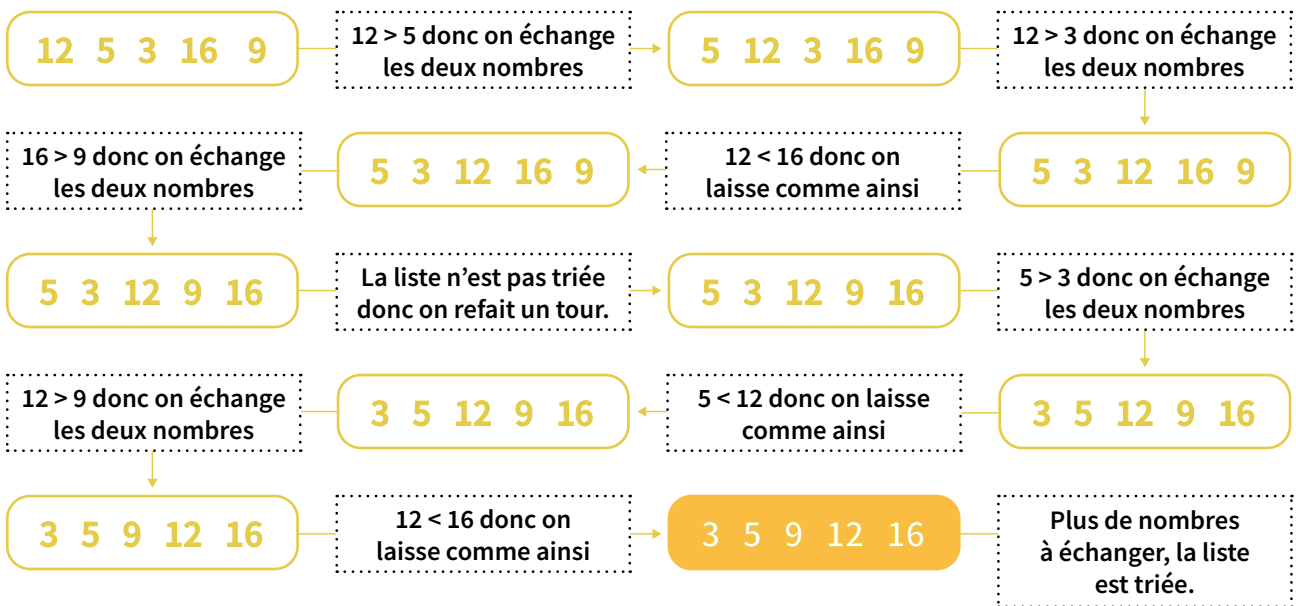 12 5 3 16 9
12 > 5 donc on échange
les deux nombres
5 12 3 16 9
12 > 3 donc on échange
les deux nombres
5 3 12 16 9
12 < 16 donc on
laisse comme ainsi
5 3 12 16 9
16 > 9 donc on échange
les deux nombres
5 3 12 9 16
La liste n’est pas triée
donc on refait un tour.
5 3 12 9 16
5 > 3 donc on échange
les deux nombres
3 5 12 9 16
5 < 12 donc on laisse
comme ainsi
3 5 12 9 16
12 > 9 donc on échange
les deux nombres
3 5 9 12 16
12 < 16 donc on
laisse comme ainsi
3 5 9 12 16
Plus de nombres
à échanger, la liste
est triée.